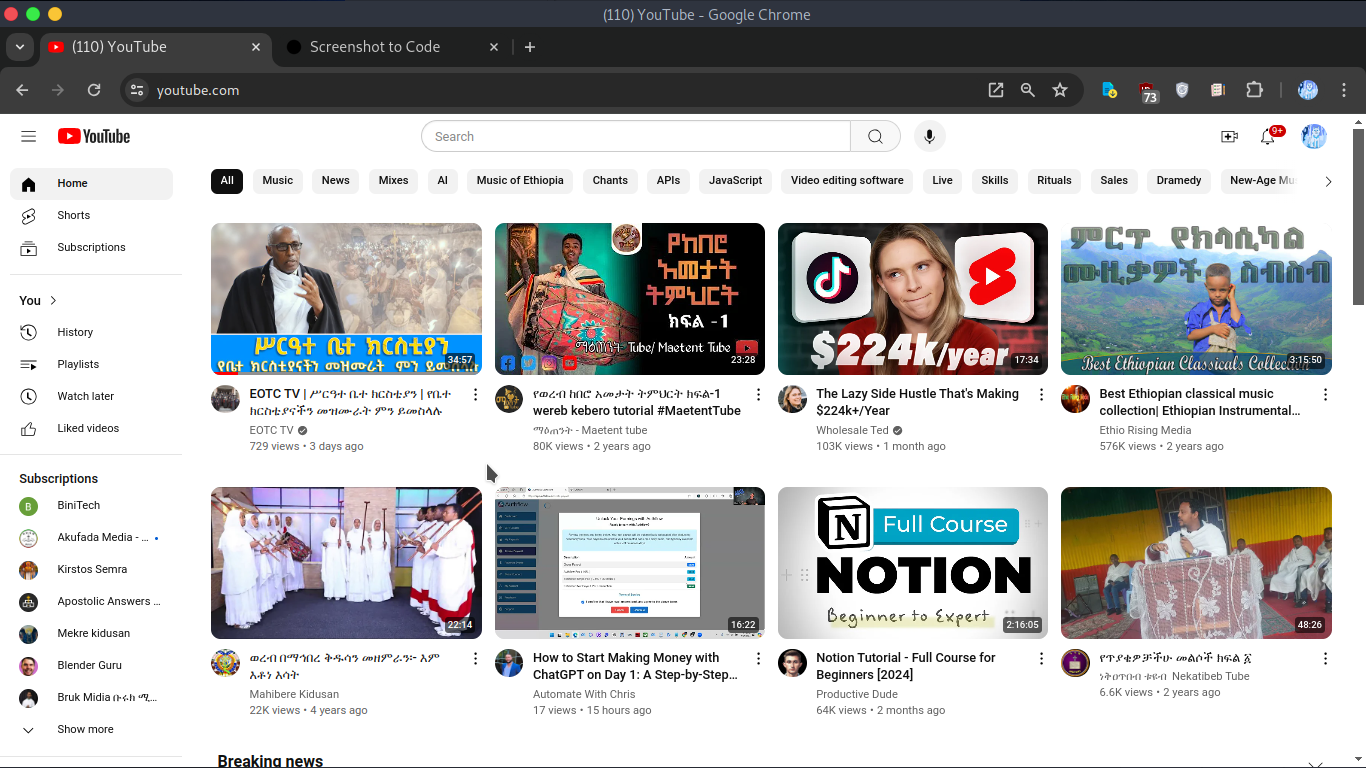 (110) YouTube - Google Chrome
(110) YouTube
Screenshot to Code
youtube.com
73
YouTube
Search
9+
Home
Shorts
Subscriptions
You
History
Playlists
Watch later
Liked videos
Subscriptions
B BiniTech
Akufada Media - ...
Kirstos Semra
Apostolic Answers ...
Mekre kidusan
Blender Guru
Bruk Midia ቡሩክ ሚ...
Show more
All Music News Mixes AI Music of Ethiopia Chants APIs JavaScript Video editing software Live Skills Rituals Sales Dramedy New-Age Mu
ሥርዓተ ቤተ ክርስቲያን
የቤተ ክርስቲያናችን መዝሙራት ምን ይመ
34:57
EOTC TV | ሥርዓተ ቤተ ክርስቲያን | የቤተ
ክርስቲያናችን መዝሙራት ምን ይመስላሉ
EOTC TV
729 views • 3 days ago
የከበሮ
አመታት
ትምህርት
ክፍል -1
ማዕጠንት Tube/ Maetent Tube
23:28
የወረብ ከበሮ አመታት ትምህርት ክፍል-1
wereb kebero tutorial #MaetentTube
ማዕጠንት - Maetent tube
80K views • 2 years ago
$224k/year
17:34
The Lazy Side Hustle That's Making
$224k+/Year
Wholesale Ted
103K views • 1 month ago
ምርጥ የክላሲካል
ሙዚቃዎች ስብስብ
Best Ethiopian Classicals Collec
3:15:50
Best Ethiopian classical music
collection| Ethiopian Instrumental...
Ethio Rising Media
576K views • 2 years ago
22:14
ወረብ በማኅበረ ቅዱሳን መዘምራን፡- እም
እቶነ እሳት
Mahibere Kidusan
22K views • 4 years ago
16:22
How to Start Making Money with
ChatGPT on Day 1: A Step-by-Step...
Automate With Chris
17 views • 15 hours ago
N Full Course
NOTION
Beginner to Expert
2:16:05
Notion Tutorial - Full Course for
Beginners [2024]
Productive Dude
64K views • 2 months ago
48:26
የጥያቄዎቻችሁ መልሶች ክፍል ፩
ነቅዐጥበብ ቱዩብ Nekatibeb Tube
6.6K views • 2 years ago
Breaking news